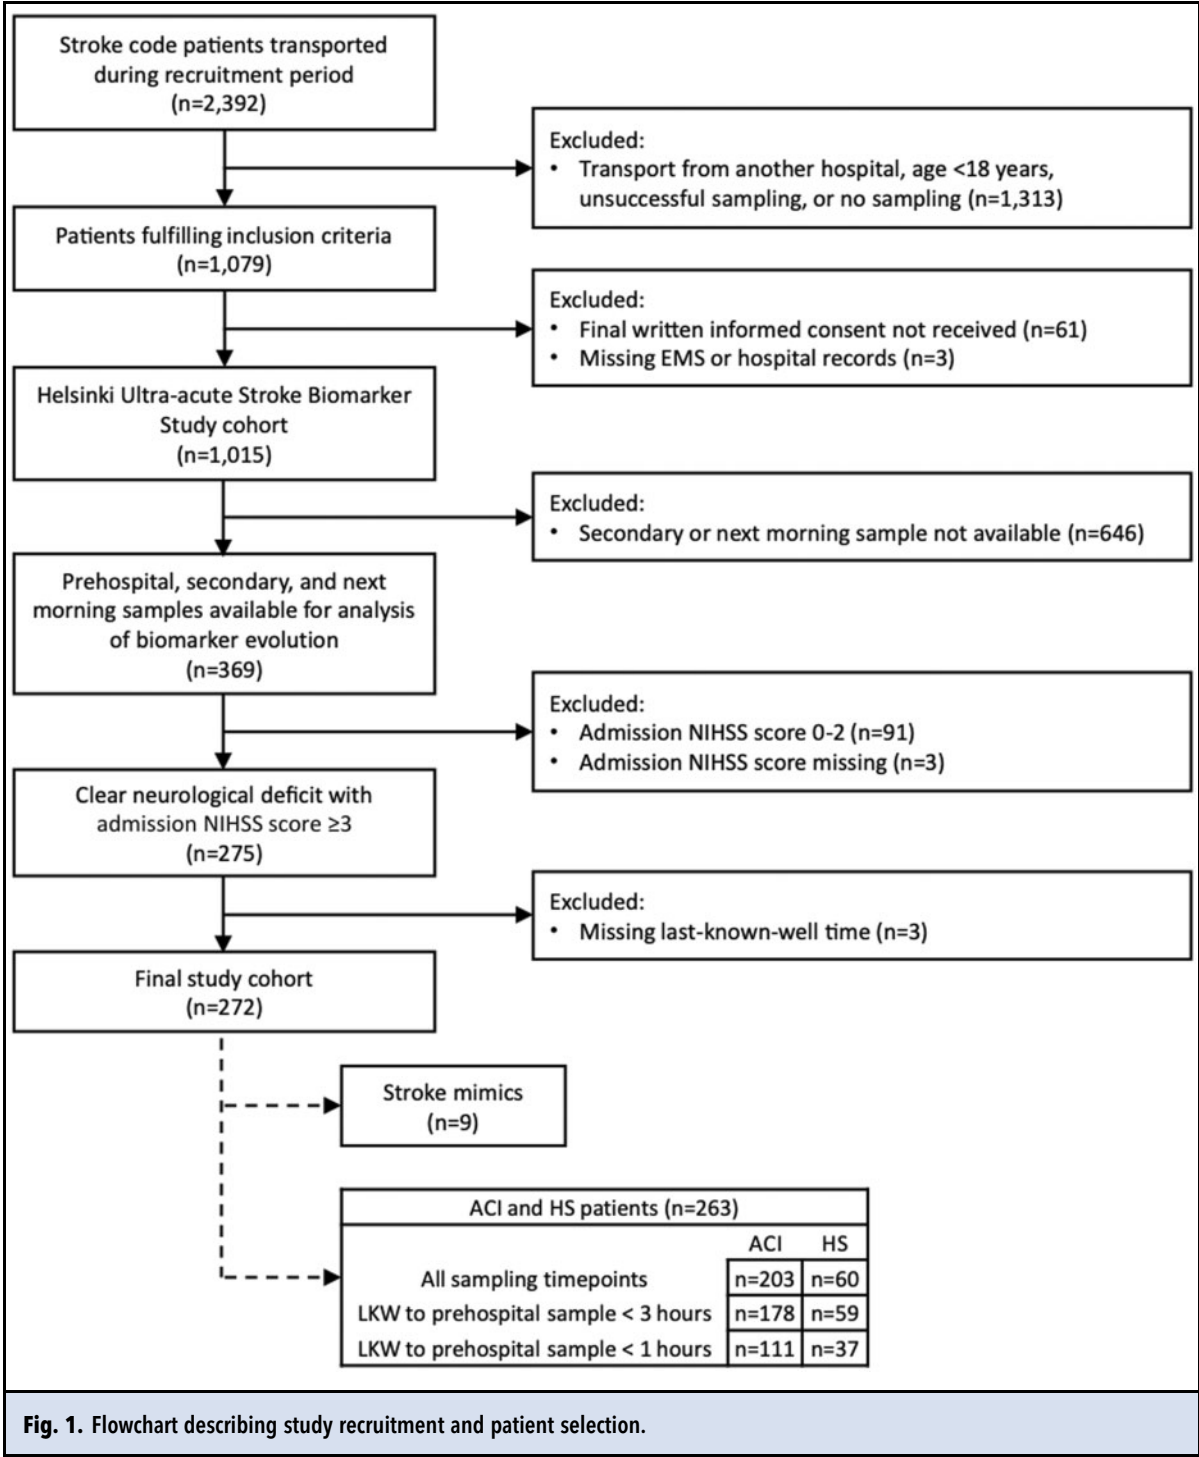 Stroke code patients transported
during recruitment period
(n=2,392)
Excluded:
• Transport from another hospital, age <18 years,
unsuccessful sampling, or no sampling (n=1,313)
Patients fulfilling inclusion criteria
(n=1,079)
Excluded:
• Final written informed consent not received (n=61)
• Missing EMS or hospital records (n=3)
Helsinki Ultra-acute Stroke Biomarker
Study cohort
(n=1,015)
Excluded:
• Secondary or next morning sample not available (n=646)
Prehospital, secondary, and next
morning samples available for analysis
of biomarker evolution
(n=369)
Excluded:
• Admission NIHSS score 0-2 (n=91)
• Admission NIHSS score missing (n=3)
Clear neurological deficit with
admission NIHSS score ≥3
(n=275)
Excluded:
• Missing last-known-well time (n=3)
Final study cohort
(n=272)
Stroke mimics
(n=9)
ACI and HS patients (n=263)
ACI HS
All sampling timepoints n=203 n=60
LKW to prehospital sample < 3 hours n=178 n=59
LKW to prehospital sample < 1 hours n=111 n=37
Fig. 1. Flowchart describing study recruitment and patient selection.